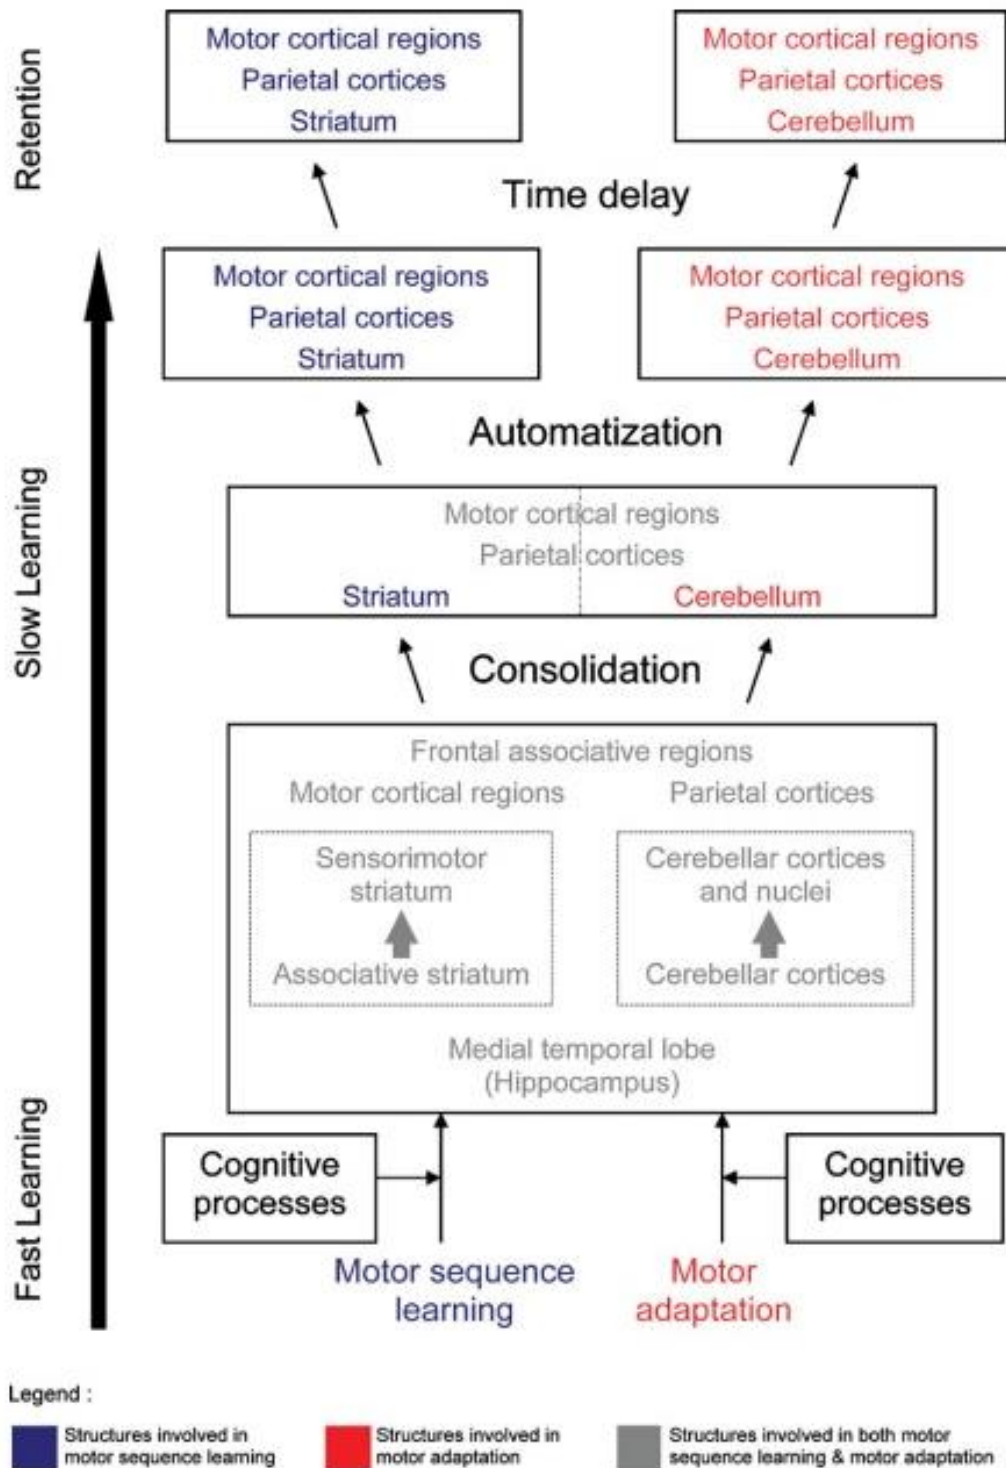 Retention
Motor cortical regions
Parietal cortices
Striatum
Motor cortical regions
Parietal cortices
Cerebellum
Time delay
Motor cortical regions
Parietal cortices
Striatum
Motor cortical regions
Parietal cortices
Cerebellum
Slow Learning
Automatization
Motor cortical regions
Parietal cortices
Striatum
Cerebellum
Consolidation
Frontal associative regions
Motor cortical regions
Parietal cortices
Sensorimotor
striatum
Associative striatum
Cerebellar cortices
and nuclei
Cerebellar cortices
Medial temporal lobe
(Hippocampus)
Fast Learning
Cognitive
processes
Cognitive
processes
Motor sequence
learning
Motor
adaptation
Legend :
Structures involved in
motor sequence learning
Structures involved in
motor adaptation
Structures involved in both motor
sequence learning & motor adaptation